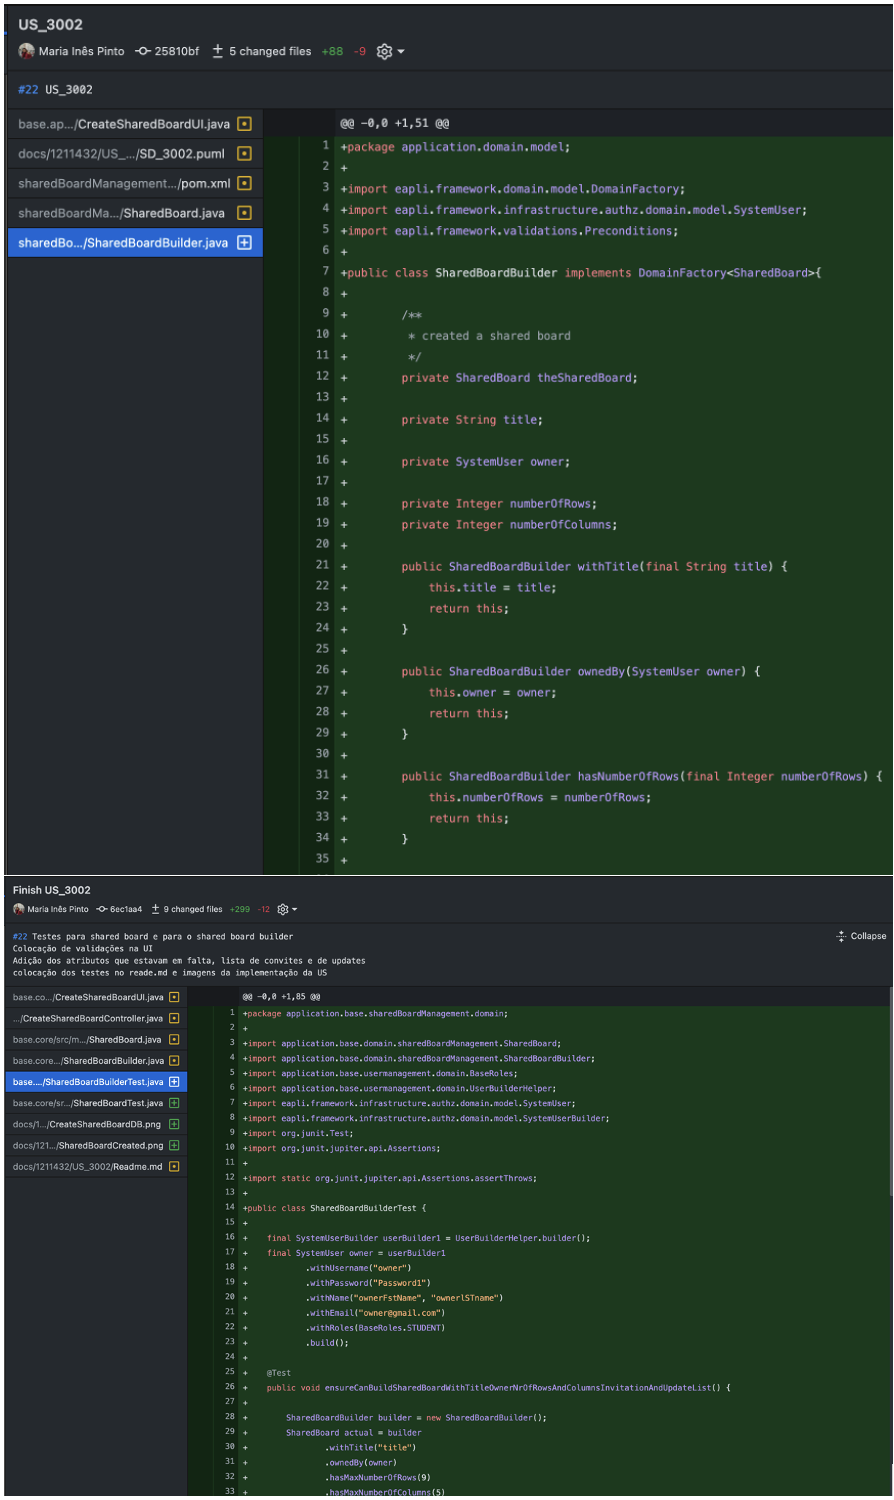 US_3002
Maria Inês Pinto 25810bf 5 changed files +88 -9
#22 US_3002
base.ap.../CreateSharedBoardUI.java
docs/1211432/US_.../SD_3002.puml
sharedBoardManagement.../pom.xml
sharedBoardMa.../SharedBoard.java
sharedBo.../SharedBoardBuilder.java
@@ -0,0 +1,51 @@
1 +package application.domain.model;
2 +
3 +import eapli.framework.domain.model.DomainFactory;
4 +import eapli.framework.infrastructure.authz.domain.model.SystemUser;
5 +import eapli.framework.validations.Preconditions;
6 +
7 +public class SharedBoardBuilder implements DomainFactory<SharedBoard>{
8 +
9 + /**
10 + * created a shared board
11 + */
12 + private SharedBoard theSharedBoard;
13 +
14 + private String title;
15 +
16 + private SystemUser owner;
17 +
18 + private Integer numberOfRows;
19 + private Integer numberOfColumns;
20 +
21 + public SharedBoardBuilder withTitle(final String title) {
22 + this.title = title;
23 + return this;
24 + }
25 +
26 + public SharedBoardBuilder ownedBy(SystemUser owner) {
27 + this.owner = owner;
28 + return this;
29 + }
30 +
31 + public SharedBoardBuilder hasNumberOfRows(final Integer numberOfRows) {
32 + this.numberOfRows = numberOfRows;
33 + return this;
34 + }
35 +
Finish US_3002
Maria Inês Pinto 6ec1aa4 9 changed files +299 -12
#22 Testes para shared board e para o shared board builder
Collapse
Colocação de validações na UI
Adição dos atributos que estavam em falta, lista de convites e de updates
colocação dos testes no reade.md e imagens da implementação da US
base.co.../CreateSharedBoardUI.java
.../CreateSharedBoardController.java
base.core/src/m.../SharedBoard.java
base.core.../SharedBoardBuilder.java
base..../SharedBoardBuilderTest.java
base.core/sr.../SharedBoardTest.java
docs/1.../CreateSharedBoardDB.png
docs/121.../SharedBoardCreated.png
docs/1211432/US_3002/Readme.md
@@ -0,0 +1,85 @@
1 +package application.base.sharedBoardManagement.domain;
2 +
3 +import application.base.domain.sharedBoardManagement.SharedBoard;
4 +import application.base.domain.sharedBoardManagement.SharedBoardBuilder;
5 +import application.base.usermanagement.domain.BaseRoles;
6 +import application.base.usermanagement.domain.UserBuilderHelper;
7 +import eapli.framework.infrastructure.authz.domain.model.SystemUser;
8 +import eapli.framework.infrastructure.authz.domain.model.SystemUserBuilder;
9 +import org.junit.Test;
10 +import org.junit.jupiter.api.Assertions;
11 +
12 +import static org.junit.jupiter.api.Assertions.assertThrows;
13 +
14 +public class SharedBoardBuilderTest {
15 +
16 + final SystemUserBuilder userBuilder1 = UserBuilderHelper.builder();
17 + final SystemUser owner = userBuilder1
18 + .withUsername("owner")
19 + .withPassword("Password1")
20 + .withName("ownerFstName", "ownerlSTname")
21 + .withEmail("owner@gmail.com")
22 + .withRoles(BaseRoles.STUDENT)
23 + .build();
24 +
25 + @Test
26 + public void ensureCanBuildSharedBoardWithTitleOwnerNrOfRowsAndColumnsInvitationAndUpdateList() {
27 +
28 + SharedBoardBuilder builder = new SharedBoardBuilder();
29 + SharedBoard actual = builder
30 + .withTitle("title")
31 + .ownedBy(owner)
32 + .hasMaxNumberOfRows(9)
33 + .hasMaxNumberOfColumns(5)